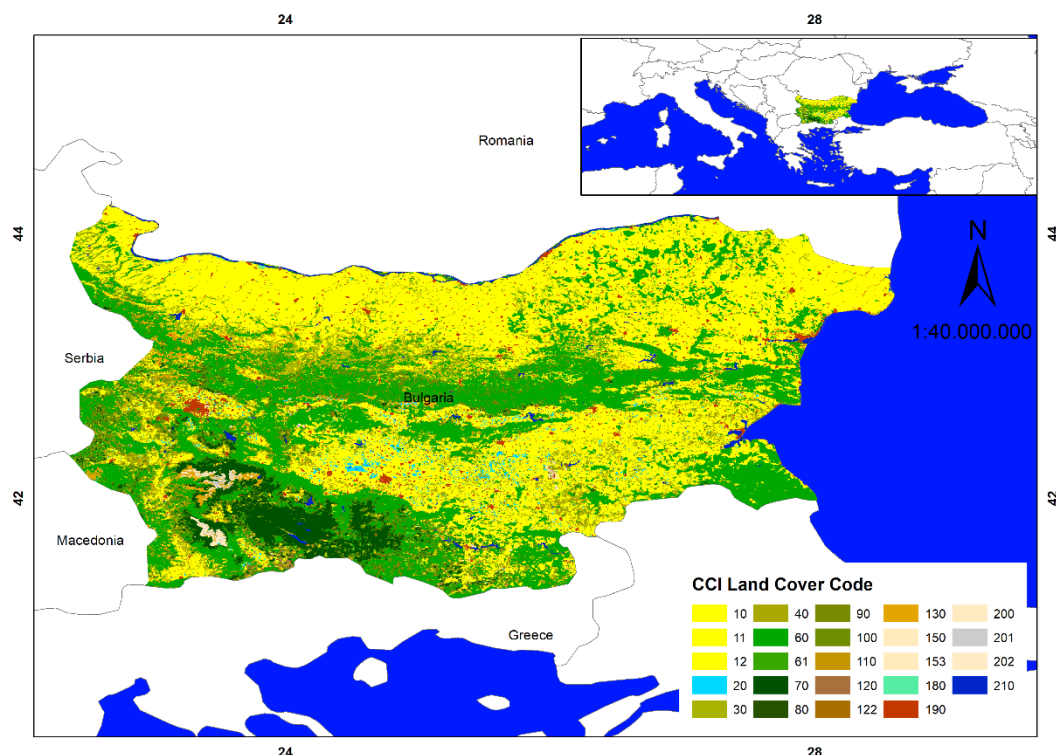 24 28
Romania
44 44
N
1:40.000.000
Serbia
Bulgaria
42 42
Macedonia
Greece
CCI Land Cover Code
10 40 90 130 200
11 60 100 150 201
12 61 110 153 202
20 70 120 180 210
30 80 122 190
24 28